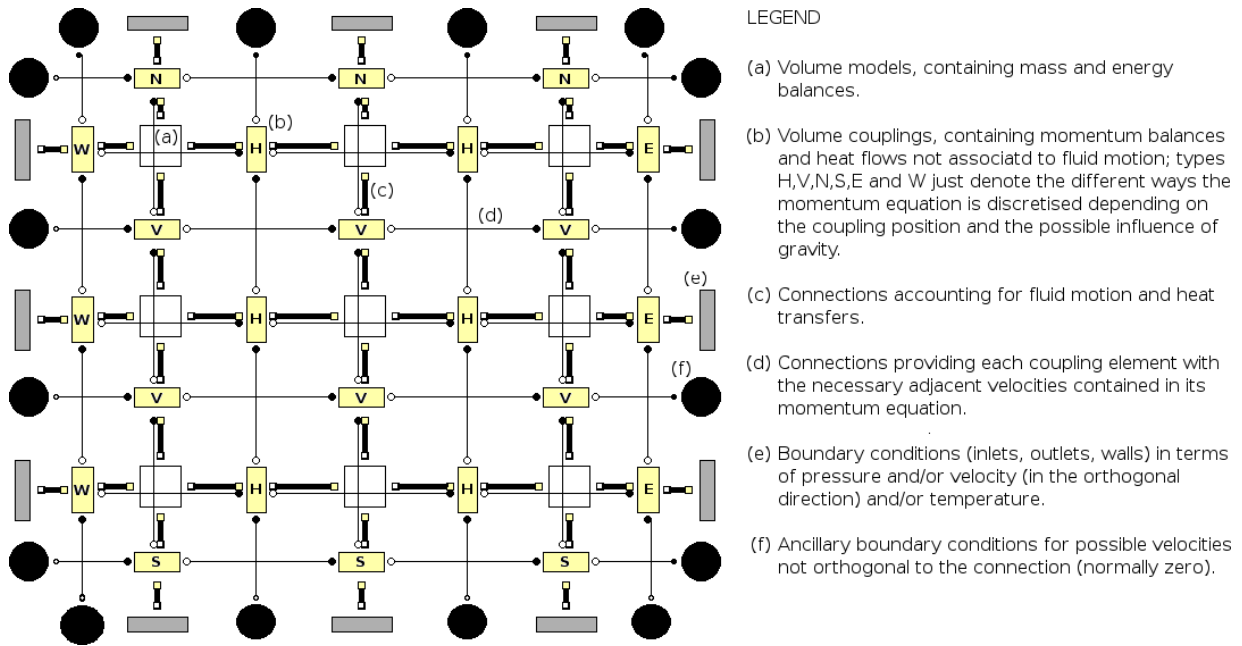 LEGEND
(a) Volume models, containing mass and energy
balances.
(b) Volume couplings, containing momentum balances
and heat flows not associatd to fluid motion; types
H,V,N,S,E and W just denote the different ways the
momentum equation is discretised depending on
the coupling position and the possible influence of
gravity.
(c) Connections accounting for fluid motion and heat
transfers.
(d) Connections providing each coupling element with
the necessary adjacent velocities contained in its
momentum equation.
(e) Boundary conditions (inlets, outlets, walls) in terms
of pressure and/or velocity (in the orthogonal
direction) and/or temperature.
(f) Ancillary boundary conditions for possible velocities
not orthogonal to the connection (normally zero).
N N N
(a) (b)
W H H E
(c)
(d)
V V V
(e)
W H H E
(f)
V V V
W H H E
S S S